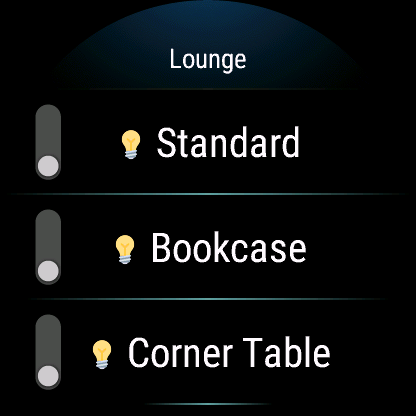 Lounge
💡 Standard
💡 Bookcase
💡 Corner Table